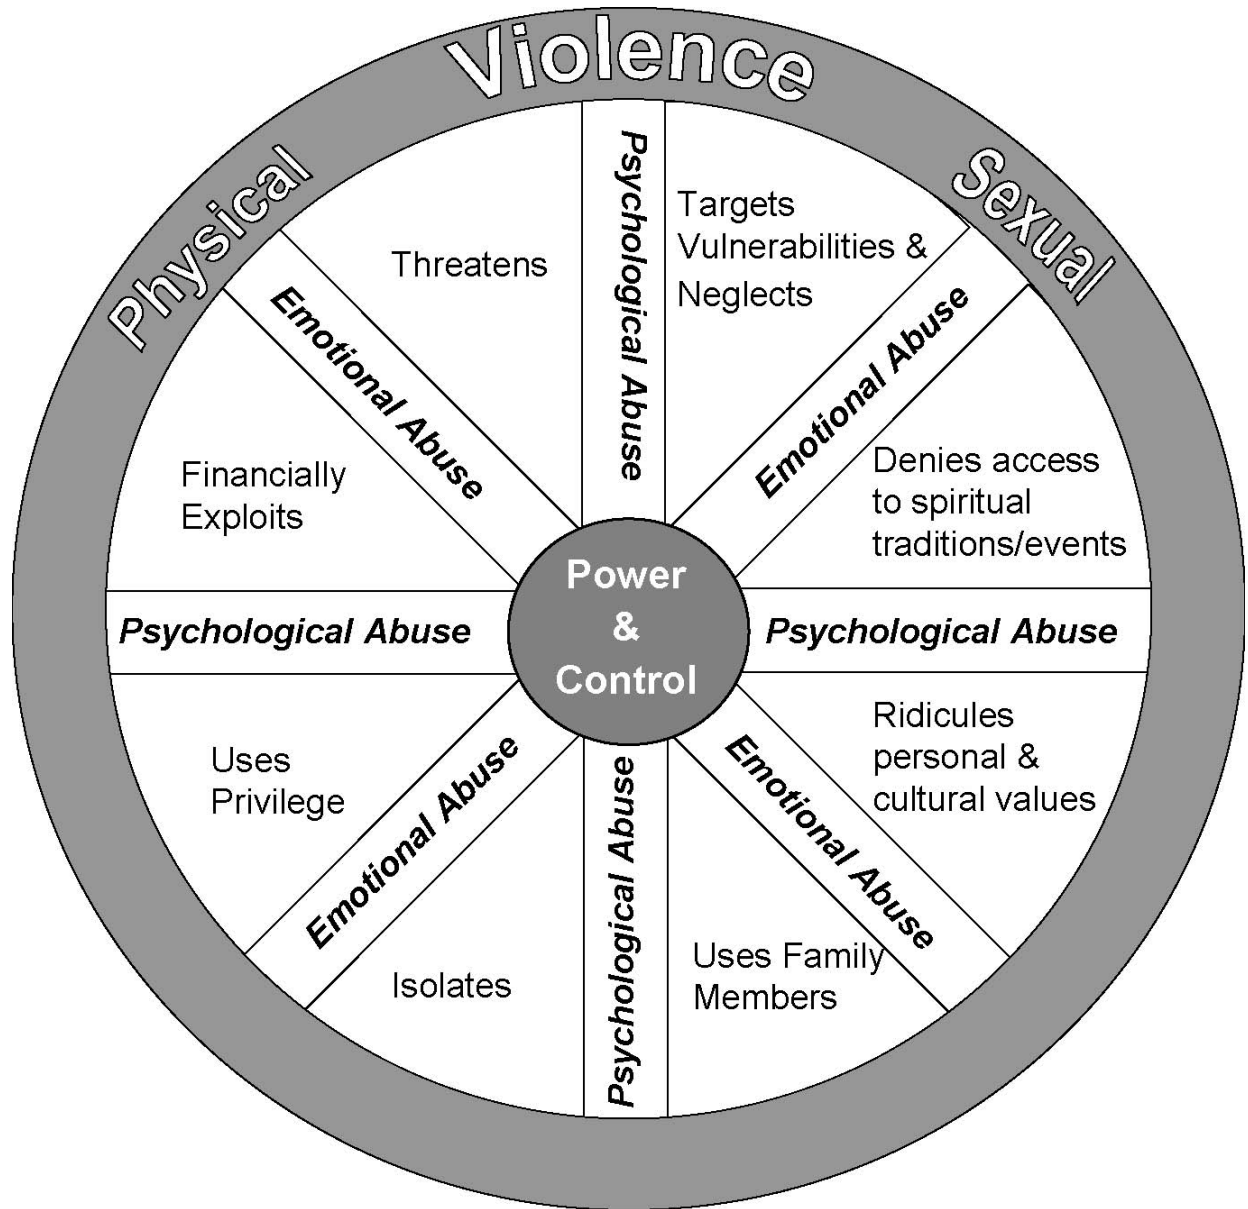 Violence
Physical
Sexual
Psychological Abuse
Threatens
Targets
Vulnerabilities &
Neglects
Emotional Abuse
Emotional Abuse
Financially
Exploits
Denies access
to spiritual
traditions/events
Power
&
Control
Psychological Abuse
Psychological Abuse
Uses
Privilege
Ridicules
personal &
cultural values
Emotional Abuse
Emotional Abuse
Psychological Abuse
Isolates
Uses Family
Members